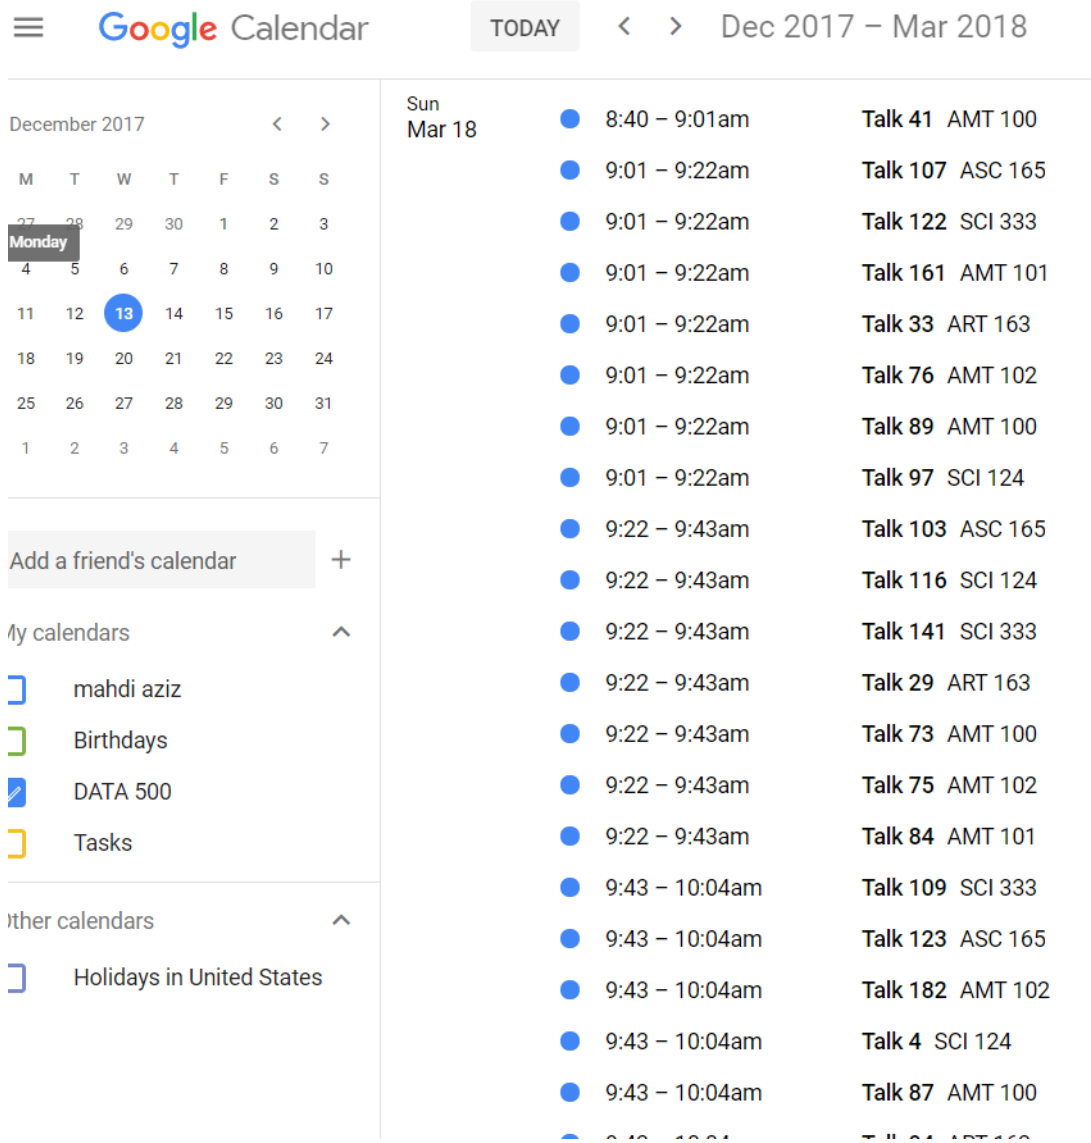 Google Calendar
TODAY
Dec 2017 – Mar 2018
December 2017
M T W T F S S
27 28 29 30 1 2 3
Monday
4 5 6 7 8 9 10
11 12 13 14 15 16 17
18 19 20 21 22 23 24
25 26 27 28 29 30 31
1 2 3 4 5 6 7
Add a friend's calendar +
My calendars
mahdi aziz
Birthdays
DATA 500
Tasks
Other calendars
Holidays in United States
Sun
Mar 18
8:40 – 9:01am Talk 41 AMT 100
9:01 – 9:22am Talk 107 ASC 165
9:01 – 9:22am Talk 122 SCI 333
9:01 – 9:22am Talk 161 AMT 101
9:01 – 9:22am Talk 33 ART 163
9:01 – 9:22am Talk 76 AMT 102
9:01 – 9:22am Talk 89 AMT 100
9:01 – 9:22am Talk 97 SCI 124
9:22 – 9:43am Talk 103 ASC 165
9:22 – 9:43am Talk 116 SCI 124
9:22 – 9:43am Talk 141 SCI 333
9:22 – 9:43am Talk 29 ART 163
9:22 – 9:43am Talk 73 AMT 100
9:22 – 9:43am Talk 75 AMT 102
9:22 – 9:43am Talk 84 AMT 101
9:43 – 10:04am Talk 109 SCI 333
9:43 – 10:04am Talk 123 ASC 165
9:43 – 10:04am Talk 182 AMT 102
9:43 – 10:04am Talk 4 SCI 124
9:43 – 10:04am Talk 87 AMT 100